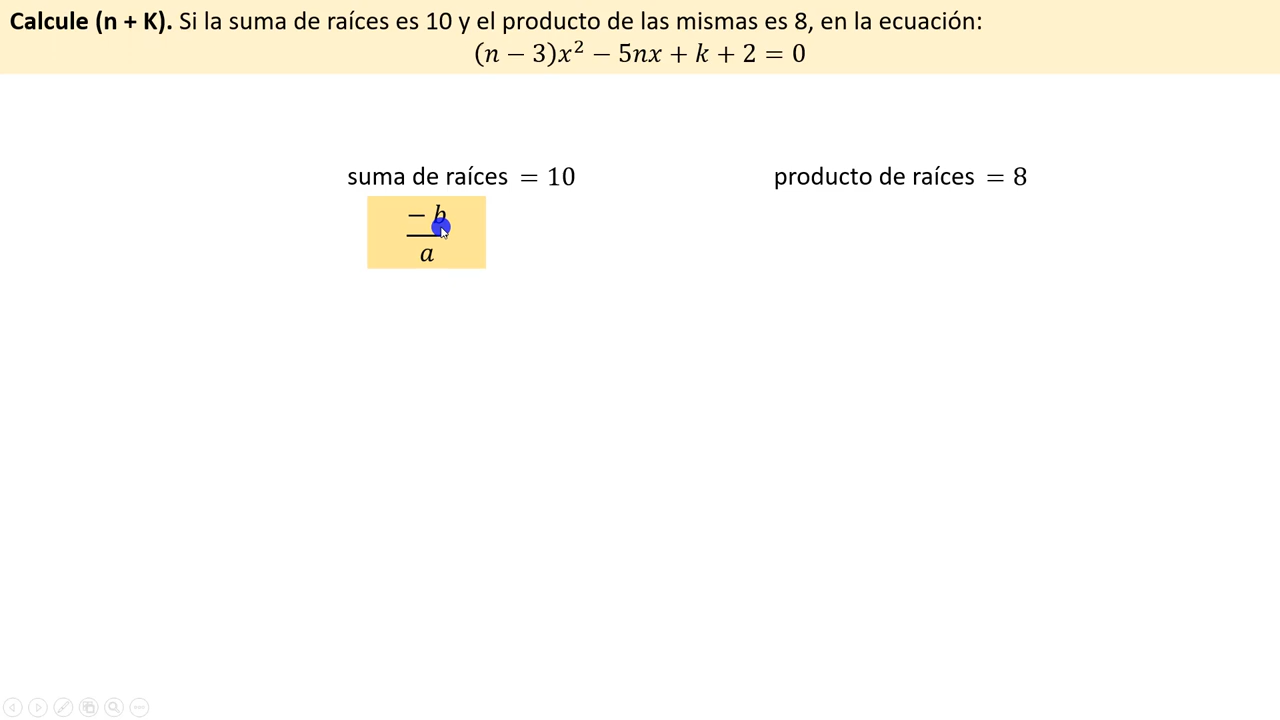 Calcule (n + K). Si la suma de raíces es 10 y el producto de las mismas es 8, en la ecuación:
(n − 3)x² − 5nx + k + 2 = 0
suma de raíces = 10
producto de raíces = 8
− b
a